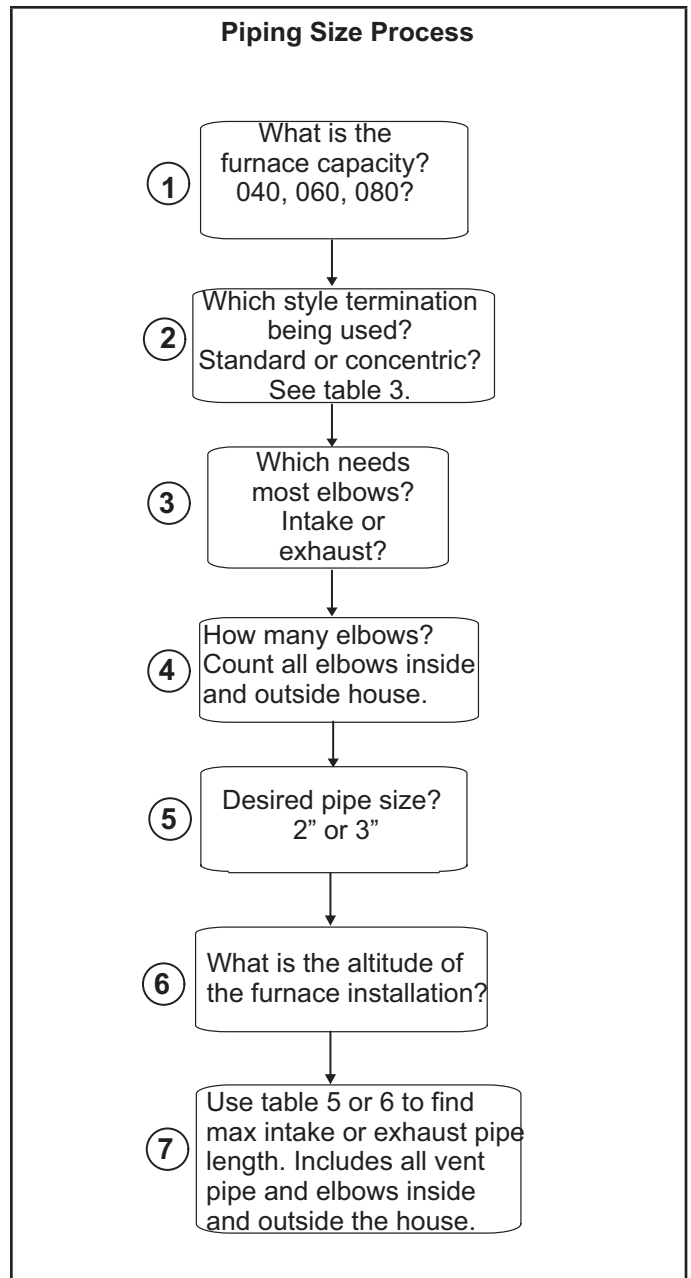 Piping Size Process
1
What is the
furnace capacity?
040, 060, 080?
2
Which style termination
being used?
Standard or concentric?
See table 3.
3
Which needs
most elbows?
Intake or
exhaust?
4
How many elbows?
Count all elbows inside
and outside house.
5
Desired pipe size?
2” or 3”
6
What is the altitude of
the furnace installation?
7
Use table 5 or 6 to find
max intake or exhaust pipe
length. Includes all vent
pipe and elbows inside
and outside the house.